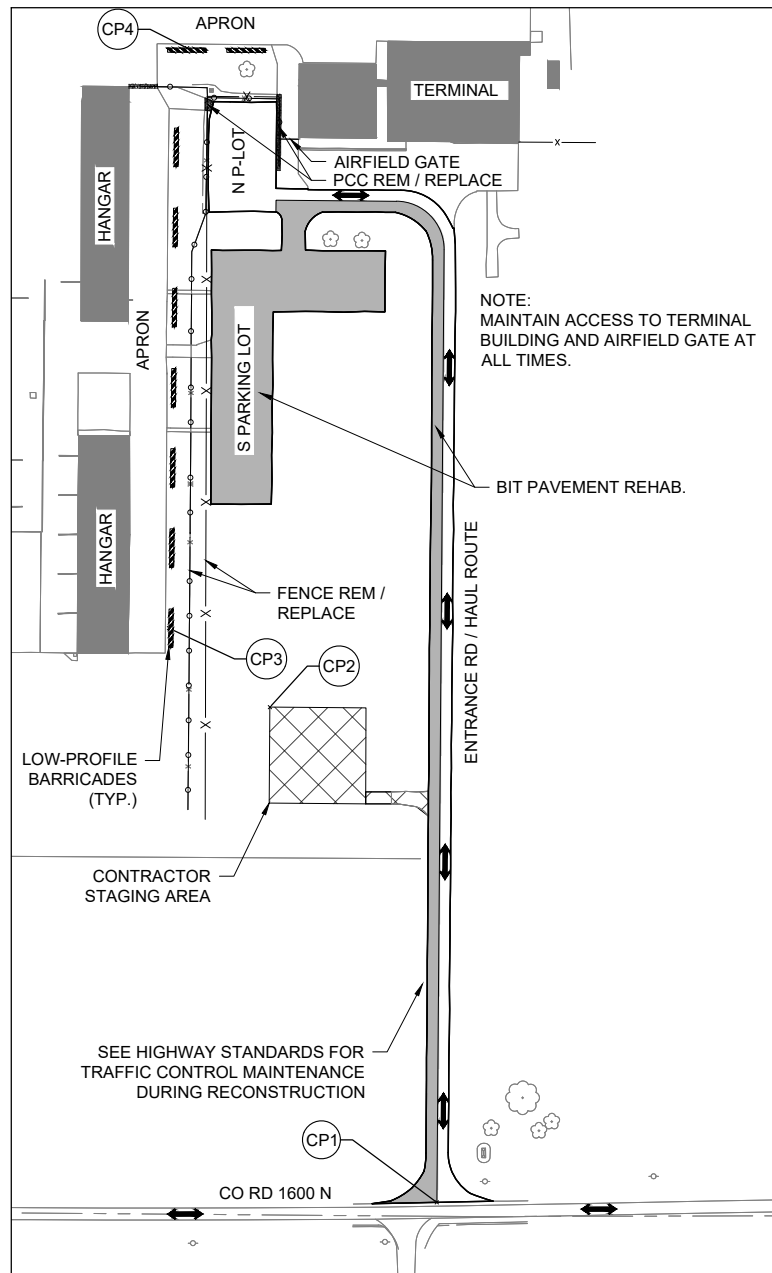 APRON
CP4
TERMINAL
HANGAR
N P-LOT
AIRFIELD GATE
PCC REM / REPLACE
NOTE:
MAINTAIN ACCESS TO TERMINAL
BUILDING AND AIRFIELD GATE AT
ALL TIMES.
APRON
S PARKING LOT
BIT PAVEMENT REHAB.
HANGAR
FENCE REM /
REPLACE
ENTRANCE RD / HAUL ROUTE
CP3
CP2
LOW-PROFILE
BARRICADES
(TYP.)
CONTRACTOR
STAGING AREA
SEE HIGHWAY STANDARDS FOR
TRAFFIC CONTROL MAINTENANCE
DURING RECONSTRUCTION
CP1
CO RD 1600 N